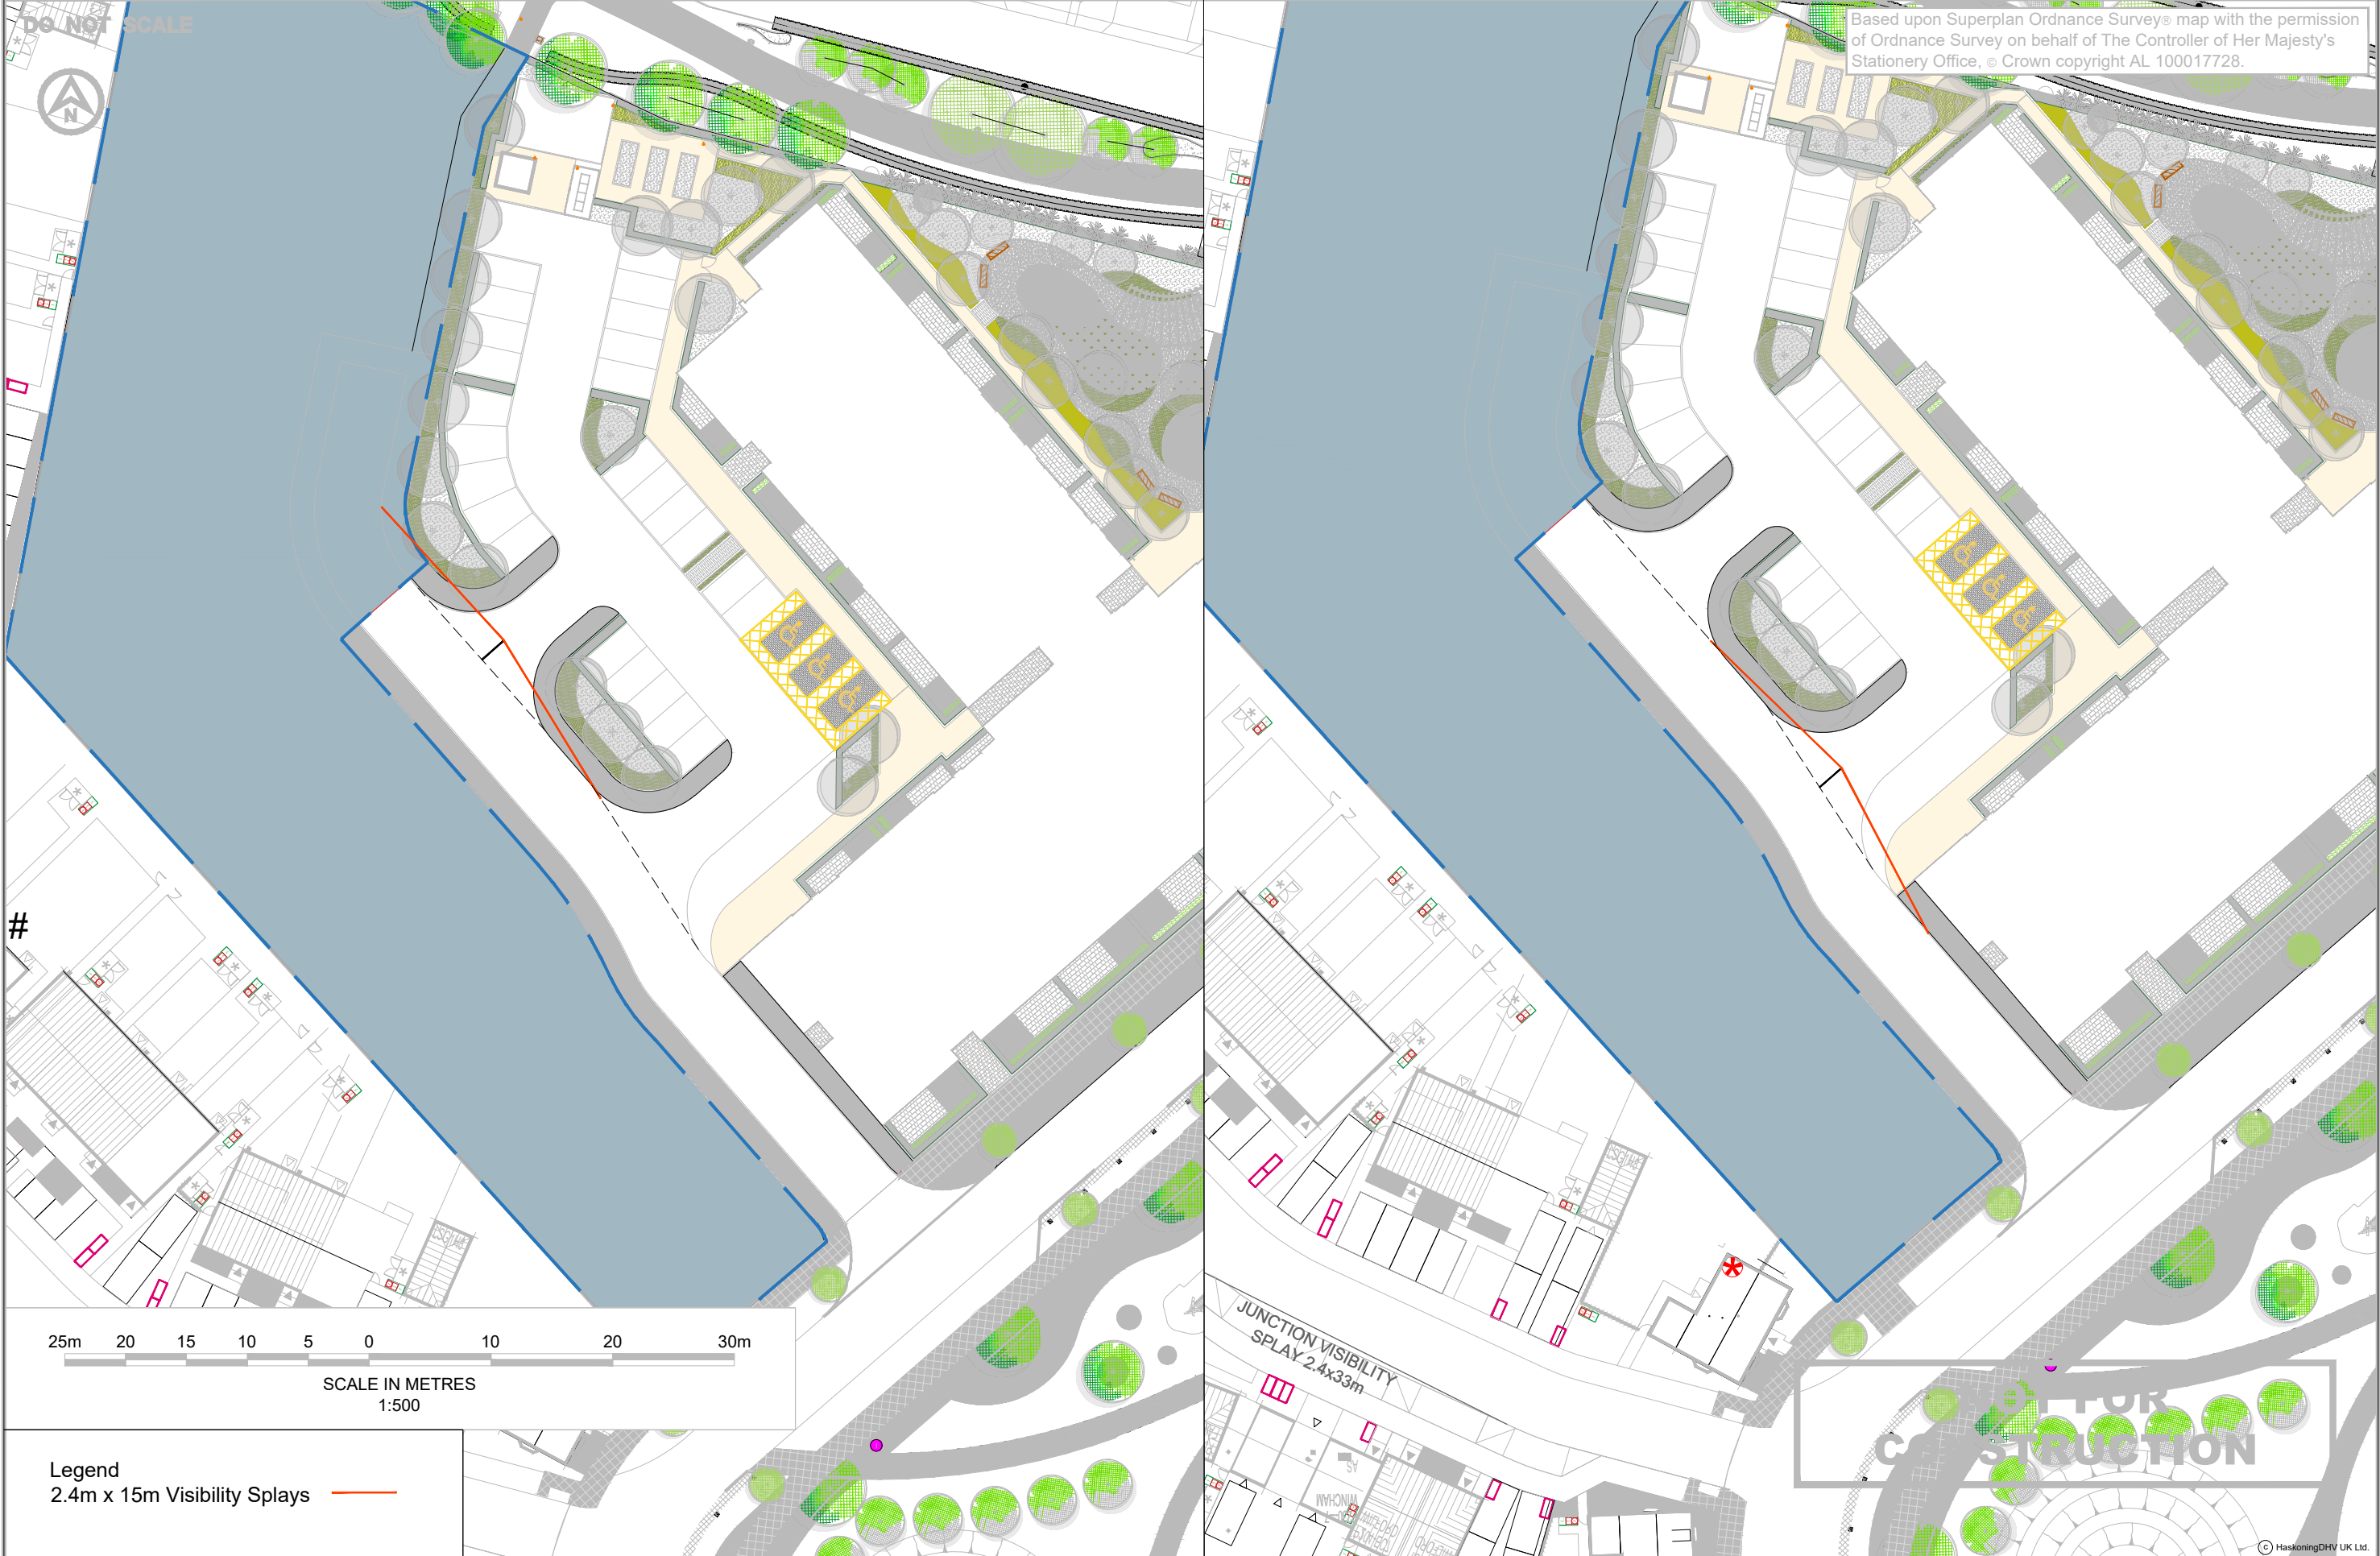 DO NOT SCALE
N
Based upon Superplan Ordnance Survey® map with the permission
of Ordnance Survey on behalf of The Controller of Her Majesty's
Stationery Office, © Crown copyright AL 100017728.
#
25m 20 15 10 5 0 10 20 30m
SCALE IN METRES
1:500
Legend
2.4m x 15m Visibility Splays
JUNCTION VISIBILITY
SPLAY 2.4x33m
WINCHAM
FOR
CONSTRUCTION
© HaskoningDHV UK Ltd.